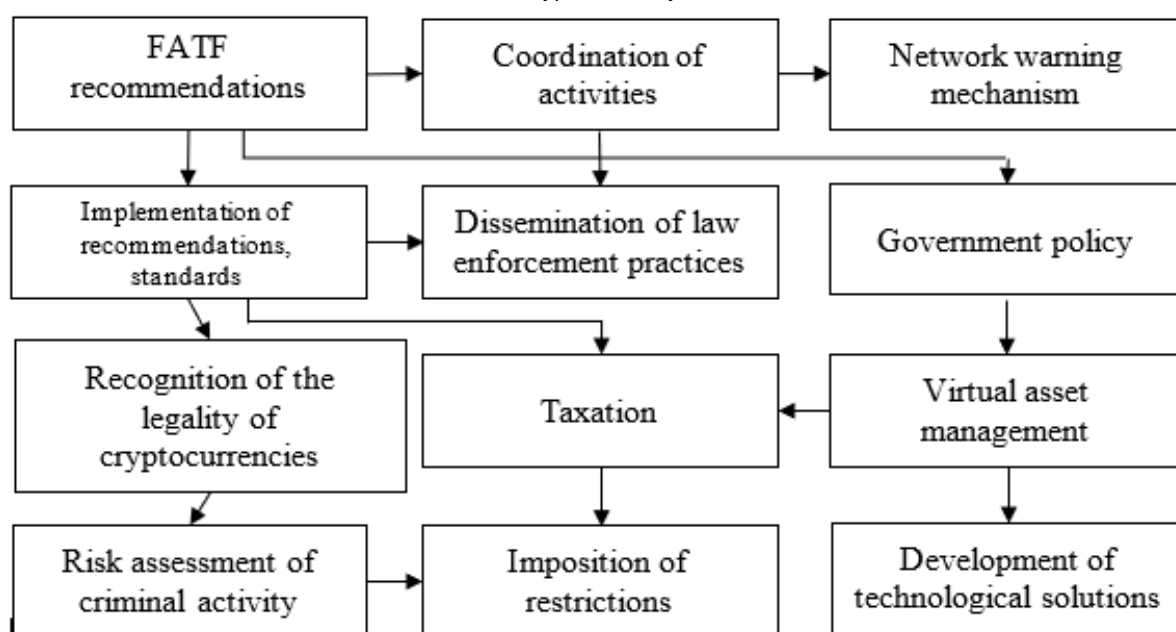 FATF
recommendations
Coordination of
activities
Network warning
mechanism
Implementation of
recommendations,
standards
Dissemination of law
enforcement practices
Government policy
Recognition of the
legality of
cryptocurrencies
Taxation
Virtual asset
management
Risk assessment of
criminal activity
Imposition of
restrictions
Development of
technological solutions